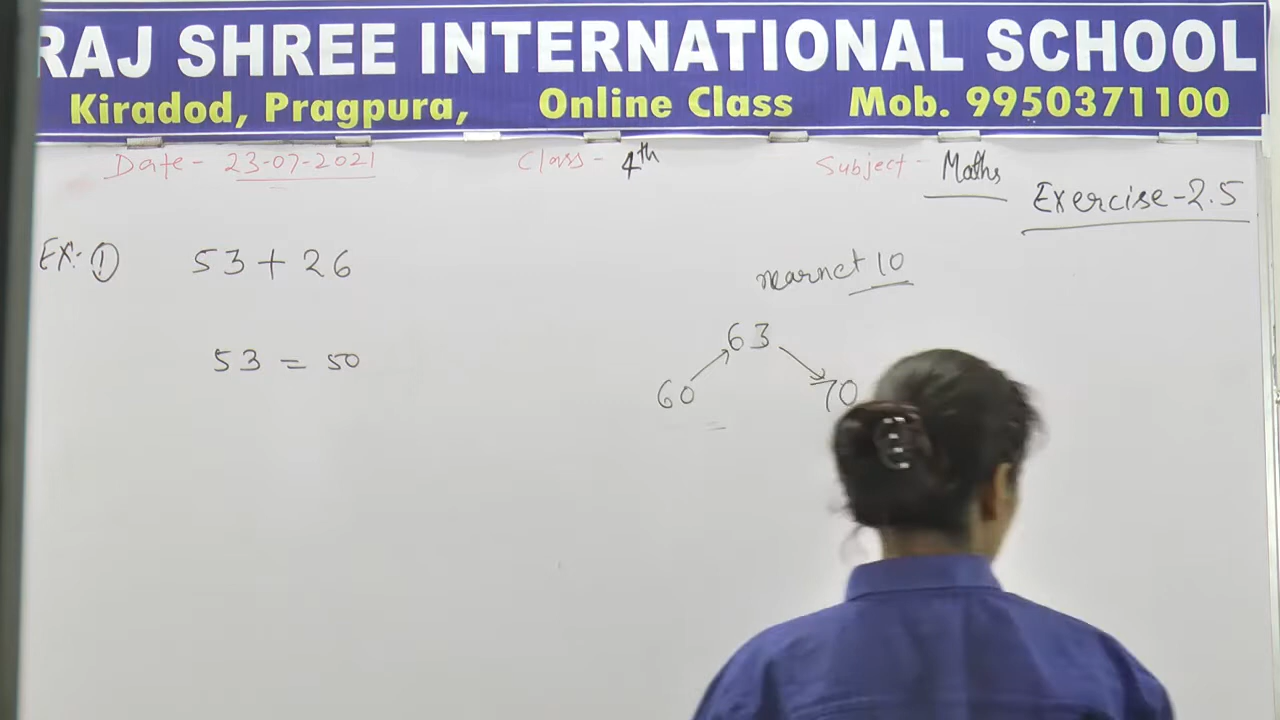 RAJ SHREE INTERNATIONAL SCHOOL
Kiradod, Pragpura, Online Class Mob. 9950371100
Date - 23-07-2021 Class - 4th Subject - Maths
Exercise-2.5
Ex:- ① 53 + 26
nearnet 10
53 = 50
63
60 70